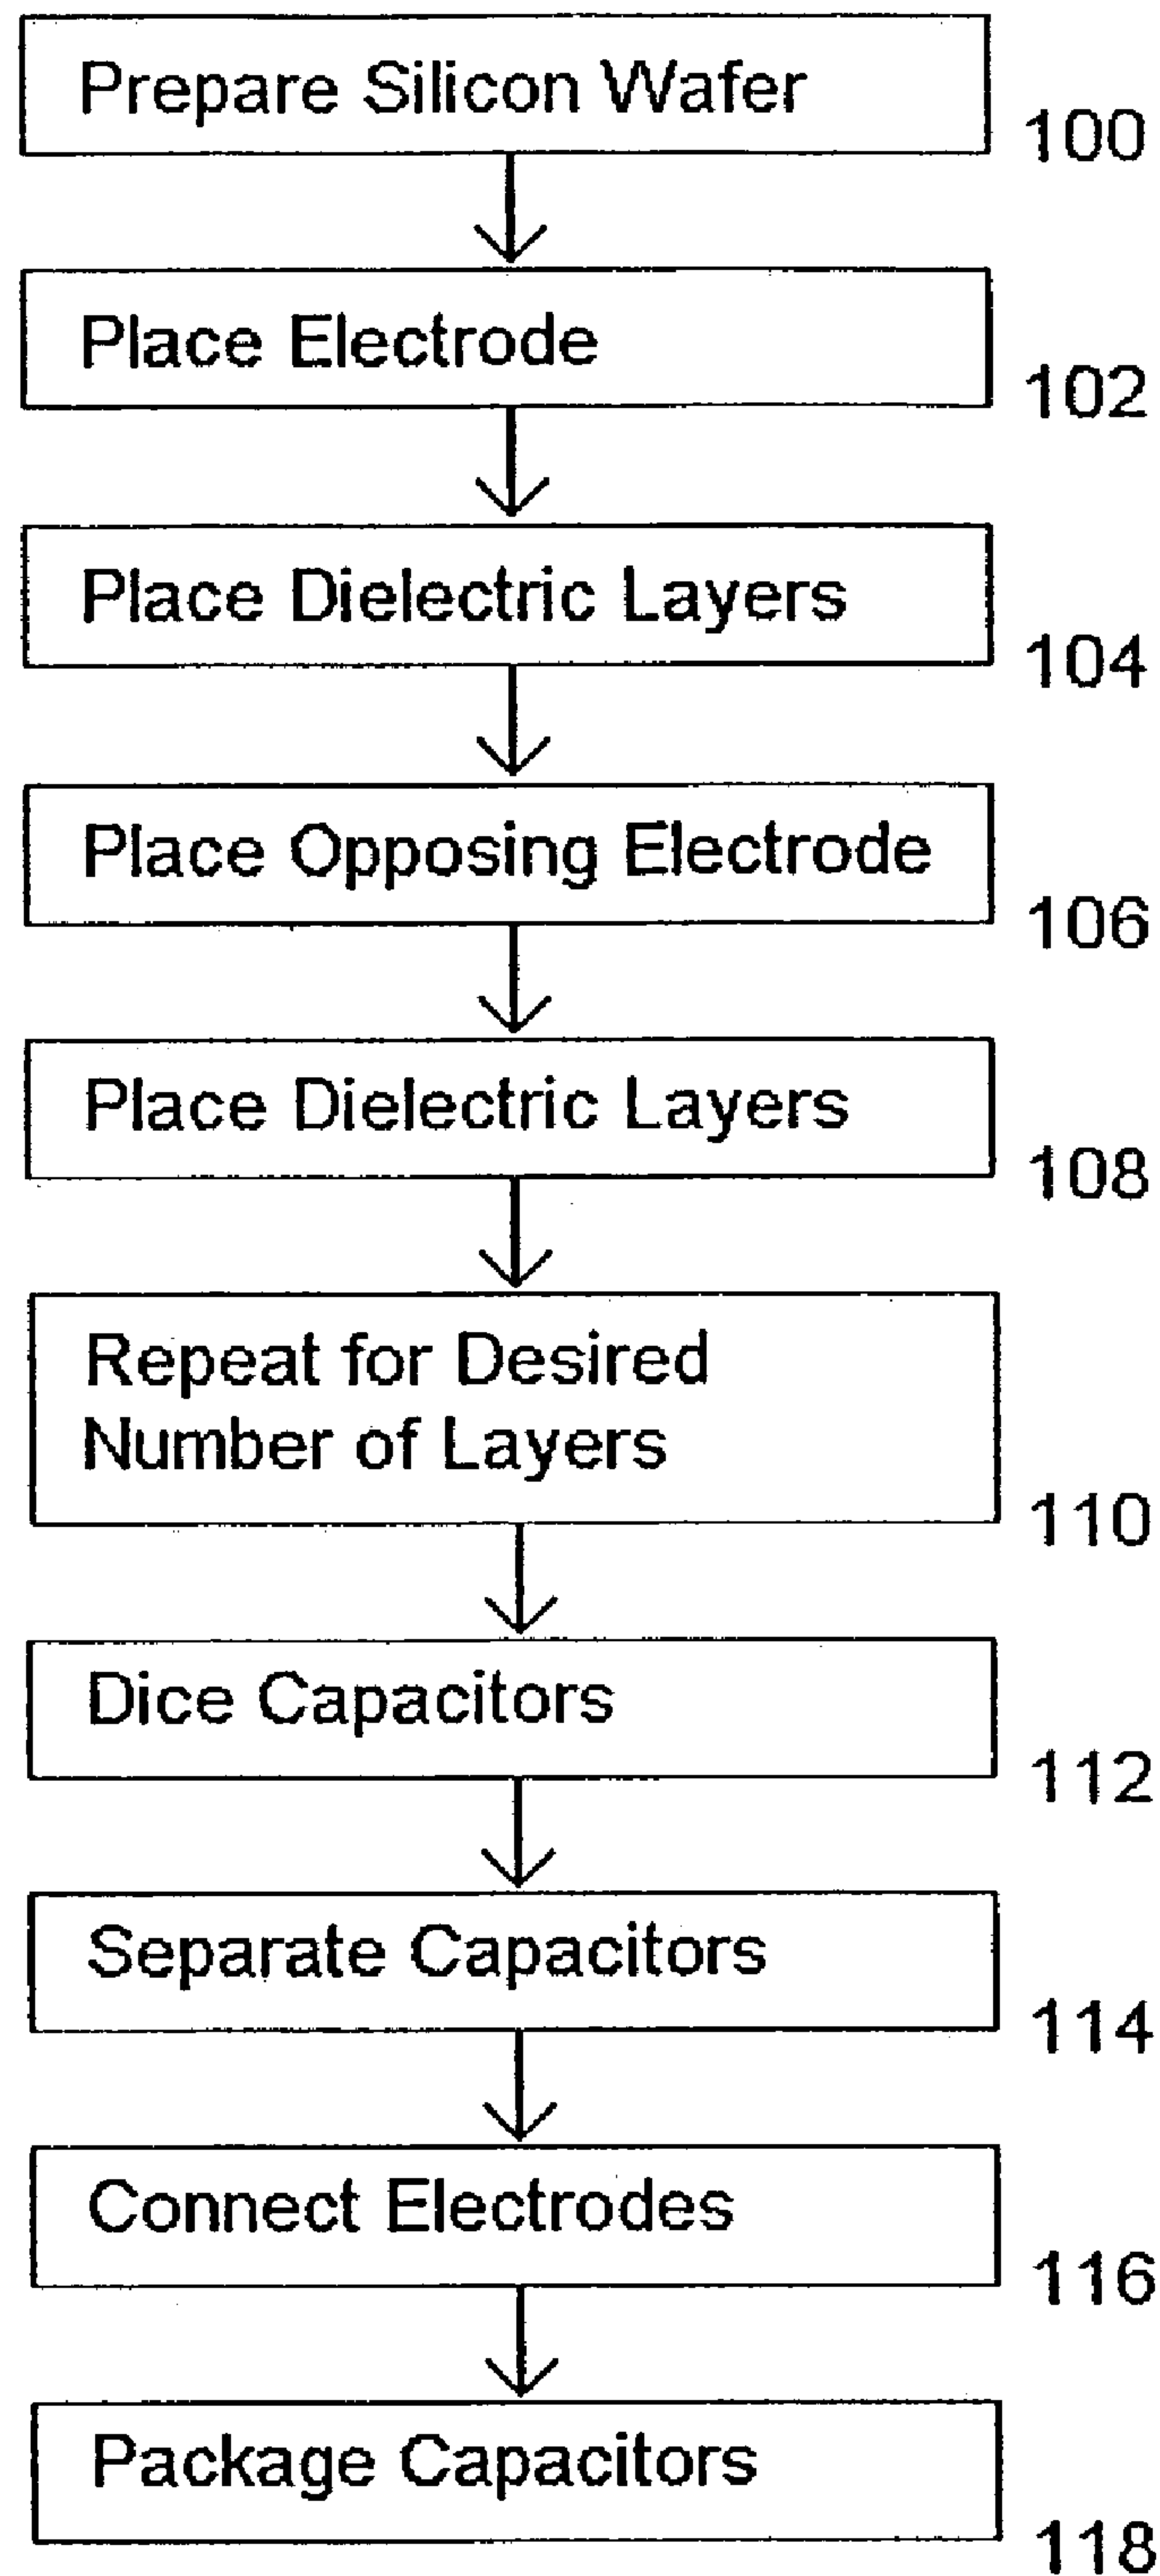 Prepare Silicon Wafer
100
Place Electrode
102
Place Dielectric Layers
104
Place Opposing Electrode
106
Place Dielectric Layers
108
Repeat for Desired
Number of Layers
110
Dice Capacitors
112
Separate Capacitors
114
Connect Electrodes
116
Package Capacitors
118